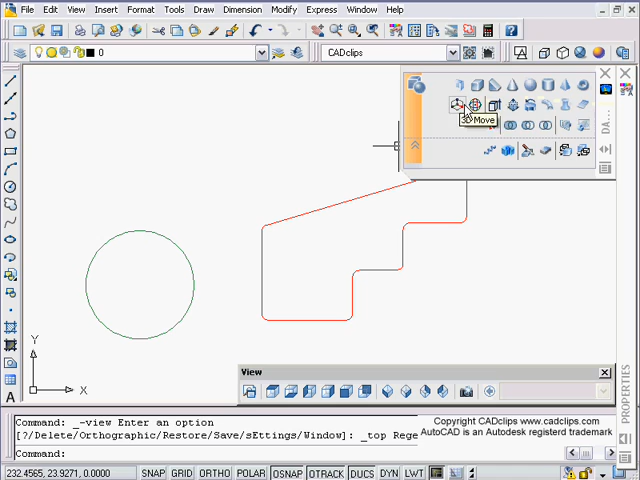 File Edit View Insert Format Tools Draw Dimension Modify Express Window Help
0
CADclips
3D Move
DA...
Y
X
View
PROPERTIES
Command: _-view Enter an option
[?/Delete/Orthographic/Restore/Save/sEttings/Window]: _top Rege
Command:
Copyright CADclips www.cadclips.com
AutoCAD is an Autodesk registerd trademark
232.4565, 23.9271, 0.0000 SNAP GRID ORTHO POLAR OSNAP OTRACK DUCS DYN LWT
A